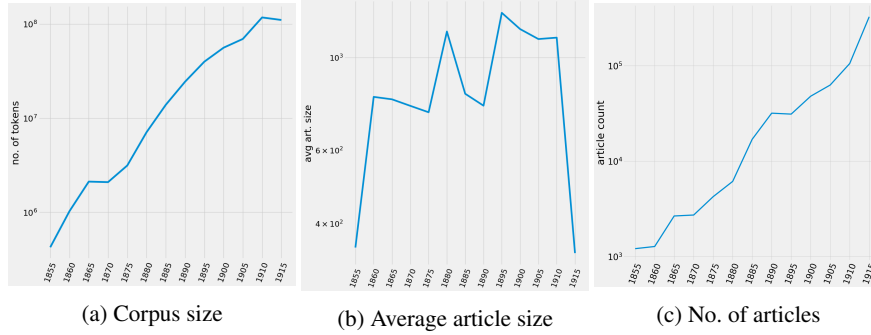 10⁸
10⁷
10⁶
no. of tokens
1855 1860 1865 1870 1875 1880 1885 1890 1895 1900 1905 1910 1915
(a) Corpus size
10³
6 × 10²
4 × 10²
avg art. size
1855 1860 1865 1870 1875 1880 1885 1890 1895 1900 1905 1910 1915
(b) Average article size
10⁵
10⁴
10³
article count
1855 1860 1865 1870 1875 1880 1885 1890 1895 1900 1905 1910 1915
(c) No. of articles